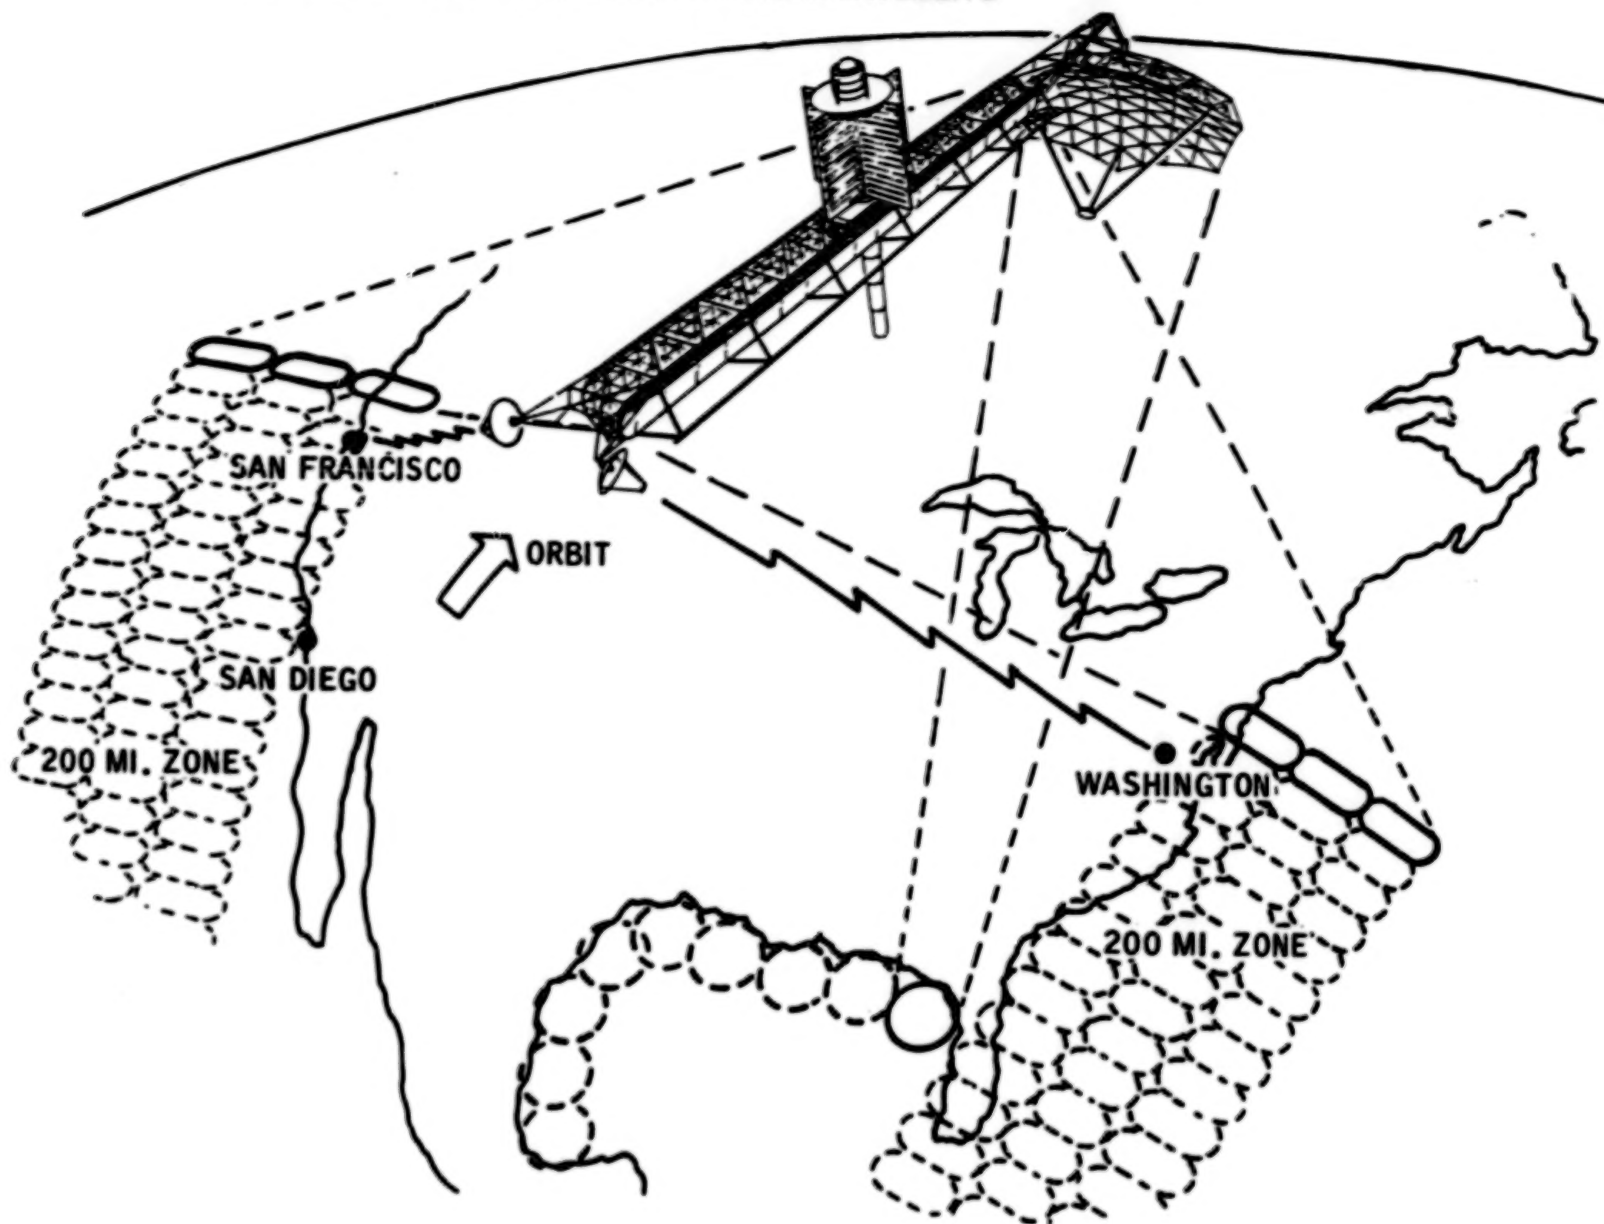 SAN FRANCISCO
ORBIT
SAN DIEGO
200 MI. ZONE
WASHINGTON
200 MI. ZONE